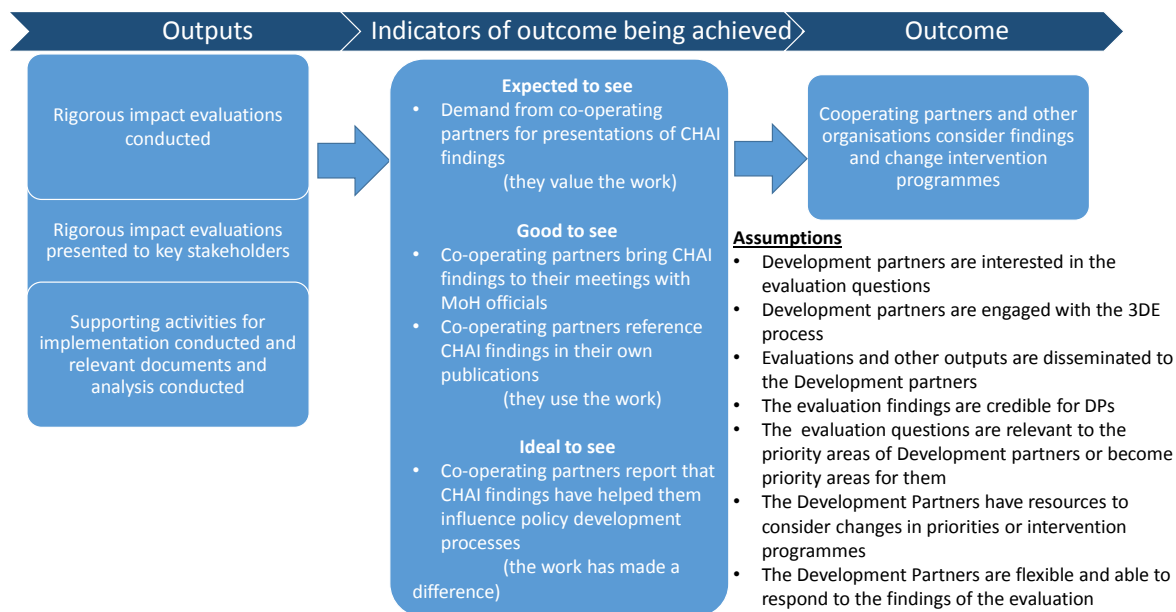 Outputs
Indicators of outcome being achieved
Outcome
Rigorous impact evaluations
conducted
Rigorous impact evaluations
presented to key stakeholders
Supporting activities for
implementation conducted and
relevant documents and
analysis conducted
Expected to see
• Demand from co-operating
partners for presentations of CHAI
findings
(they value the work)
Good to see
• Co-operating partners bring CHAI
findings to their meetings with
MoH officials
• Co-operating partners reference
CHAI findings in their own
publications
(they use the work)
Ideal to see
• Co-operating partners report that
CHAI findings have helped them
influence policy development
processes
(the work has made a
difference)
Cooperating partners and other
organisations consider findings
and change intervention
programmes
Assumptions
• Development partners are interested in the
evaluation questions
• Development partners are engaged with the 3DE
process
• Evaluations and other outputs are disseminated to
the Development partners
• The evaluation findings are credible for DPs
• The evaluation questions are relevant to the
priority areas of Development partners or become
priority areas for them
• The Development Partners have resources to
consider changes in priorities or intervention
programmes
• The Development Partners are flexible and able to
respond to the findings of the evaluation